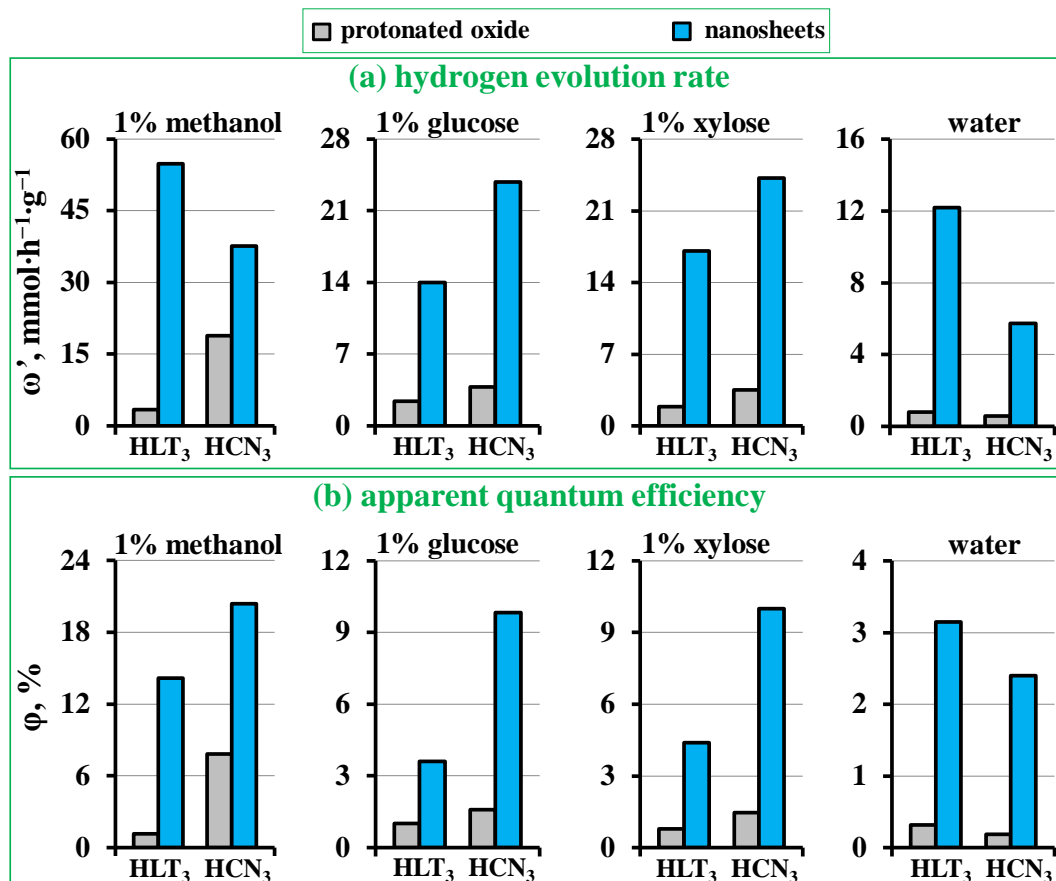 protonated oxide nanosheets
(a) hydrogen evolution rate
1% methanol 1% glucose 1% xylose water
ω’, mmol·h⁻¹·g⁻¹
60 45 30 15 0
HLT₃ HCN₃
28 21 14 7 0
HLT₃ HCN₃
28 21 14 7 0
HLT₃ HCN₃
16 12 8 4 0
HLT₃ HCN₃
(b) apparent quantum efficiency
1% methanol 1% glucose 1% xylose water
φ, %
24 18 12 6 0
HLT₃ HCN₃
12 9 6 3 0
HLT₃ HCN₃
12 9 6 3 0
HLT₃ HCN₃
4 3 2 1 0
HLT₃ HCN₃